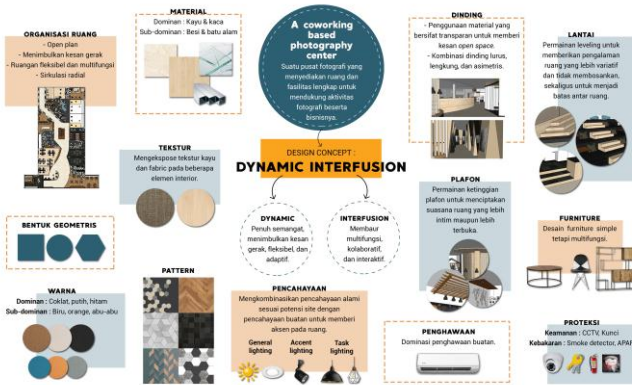 ORGANISASI RUANG
- Open plan
- Menimbulkan kesan gerak
- Ruangan fleksibel dan multifungsi
- Sirkulasi radial
MATERIAL
Dominan : Kayu & kaca
Sub-dominan : Besi & batu alam
A coworking
based
photography
center
Suatu pusat fotografi yang
menyediakan ruang dan
fasilitas lengkap untuk
mendukung aktivitas
fotografi beserta
bisnisnya.
DINDING
- Penggunaan material yang
bersifat transparan untuk memberi
kesan open space.
- Kombinasi dinding lurus,
lengkung, dan asimetris.
LANTAI
Permainan leveling untuk
memberikan pengalaman
ruang yang lebih variatif
dan tidak membosankan,
sekaligus untuk menjadi
batas antar ruang.
TEKSTUR
Mengekspose tekstur kayu
dan fabric pada beberapa
elemen interior.
DESIGN CONCEPT :
DYNAMIC INTERFUSION
DYNAMIC
Penuh semangat,
menimbulkan kesan
gerak, fleksibel, dan
adaptif.
INTERFUSION
Membaur
multifungsi,
kolaboratif,
dan interaktif.
PLAFON
Permainan ketinggian
plafon untuk menciptakan
suasana ruang yang lebih
intim maupun lebih
terbuka.
FURNITURE
Desain furniture simple
tetapi multifungsi.
BENTUK GEOMETRIS
WARNA
Dominan : Coklat, putih, hitam
Sub-dominan : Biru, orange, abu-abu
PATTERN
PENCAHAYAAN
Mengkombinasikan pencahayaan alami
sesuai potensi site dengan
pencahayaan buatan untuk memberi
aksen pada ruang.
General
lighting
Accent
lighting
Task
lighting
PENGHAWAAN
Dominasi penghawaan buatan.
PROTEKSI
Keamanan : CCTV, Kunci
Kebakaran : Smoke detector, APAR